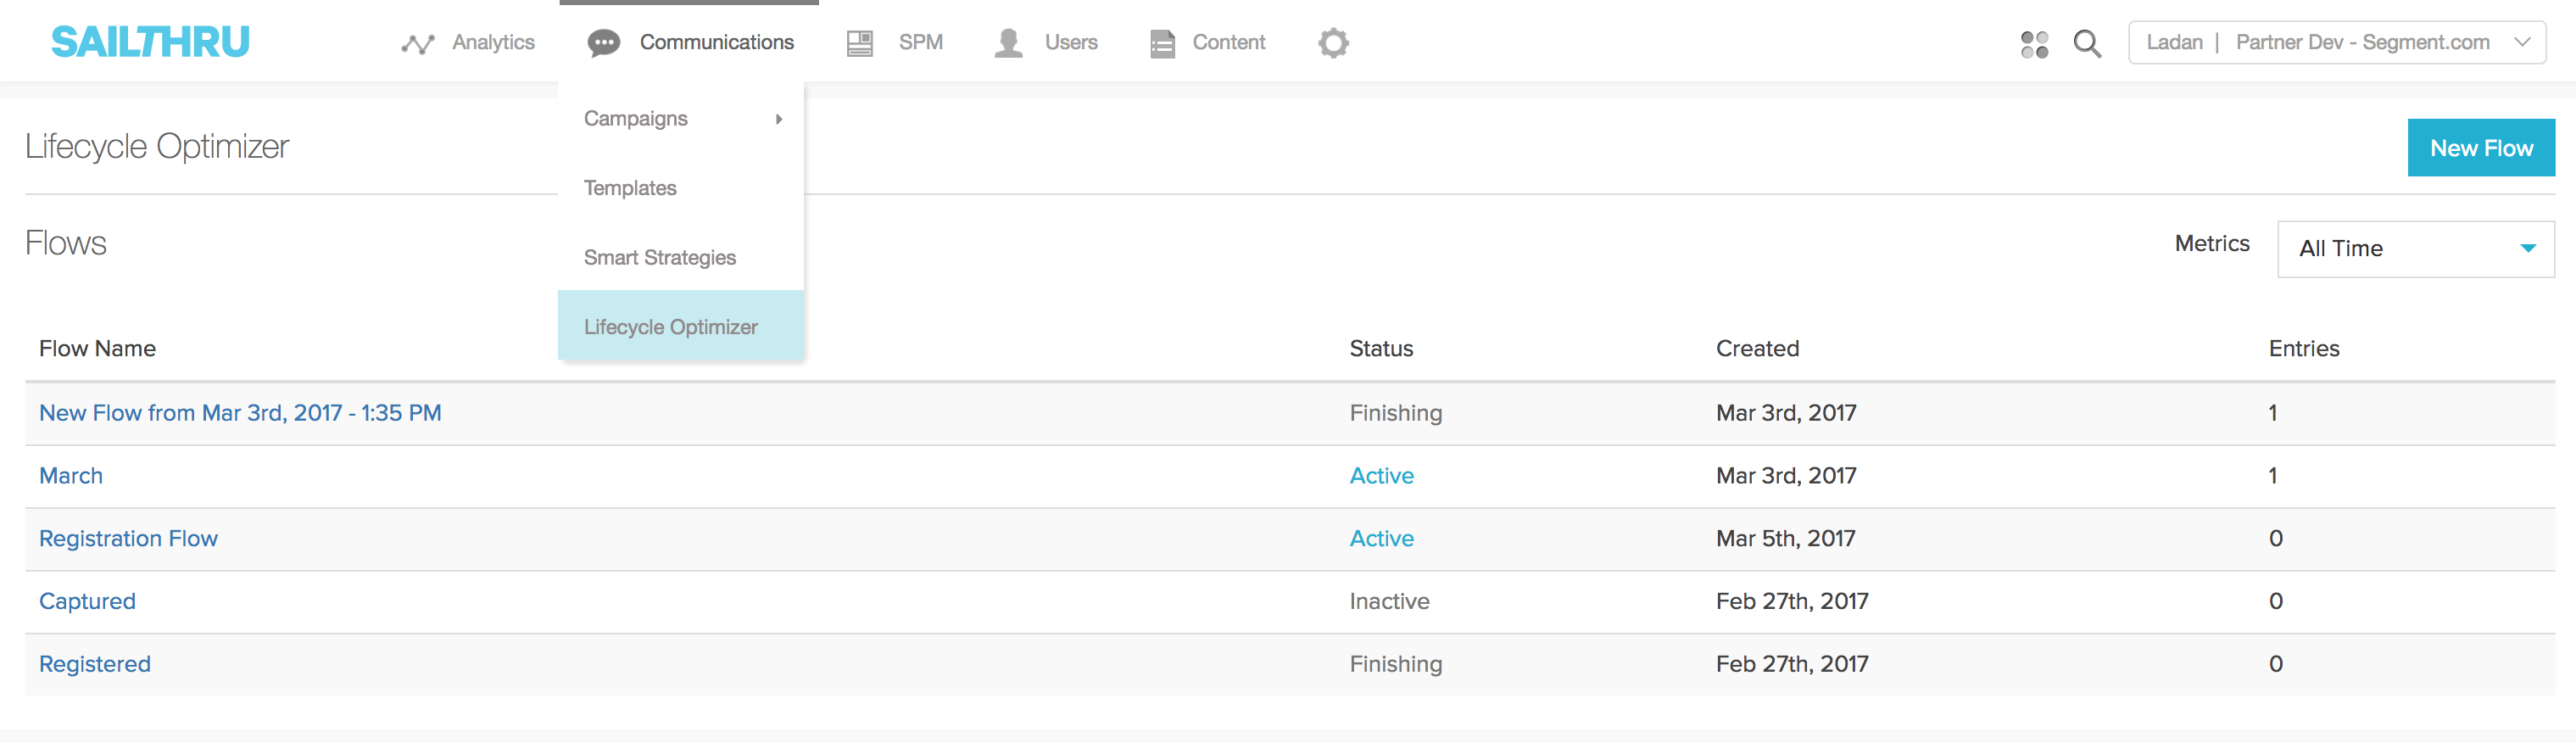 SAILTHRU Analytics Communications SPM Users Content Ladan | Partner Dev - Segment.com
Campaigns
Lifecycle Optimizer New Flow
Templates
Flows Metrics All Time
Smart Strategies
Lifecycle Optimizer
Flow Name Status Created Entries
New Flow from Mar 3rd, 2017 - 1:35 PM Finishing Mar 3rd, 2017 1
March Active Mar 3rd, 2017 1
Registration Flow Active Mar 5th, 2017 0
Captured Inactive Feb 27th, 2017 0
Registered Finishing Feb 27th, 2017 0